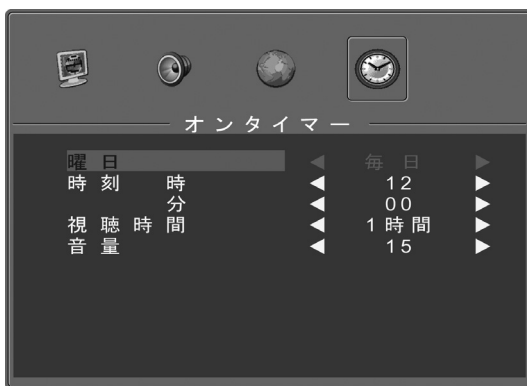 オンタイマー
曜日 ◀ 毎日 ▶
時刻 時 ◀ 12 ▶
分 ◀ 00 ▶
視聴時間 ◀ 1時間 ▶
音量 ◀ 15 ▶